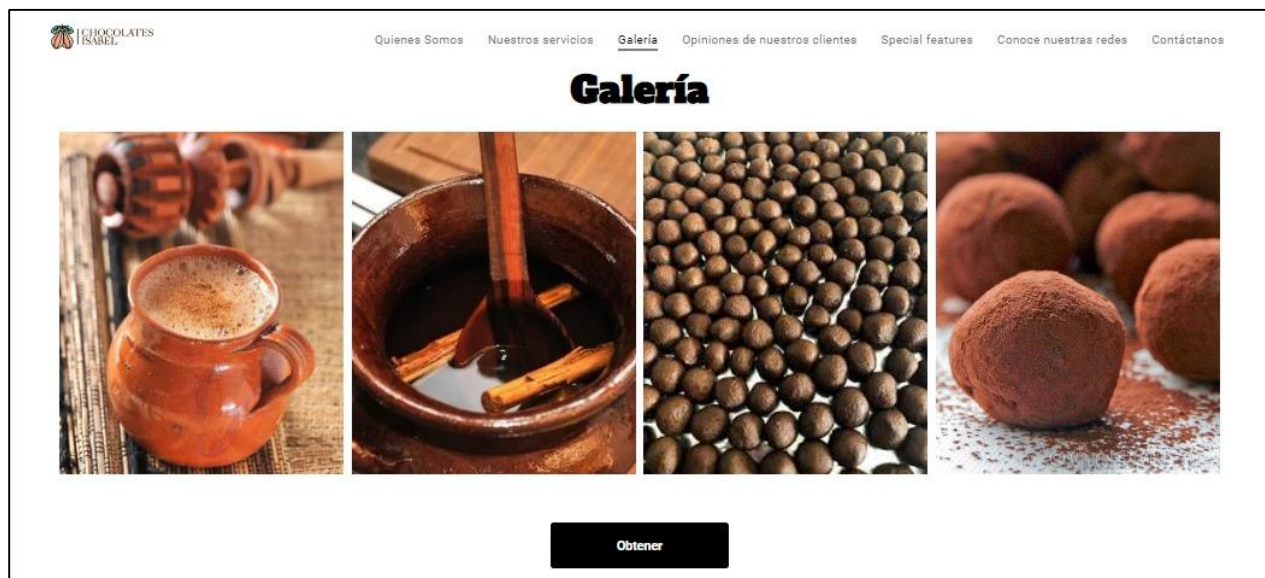 CHOCOLATES
ISABEL
Quienes Somos Nuestros servicios Galería Opiniones de nuestros clientes Special features Conoce nuestras redes Contáctanos
Galería
Obtener